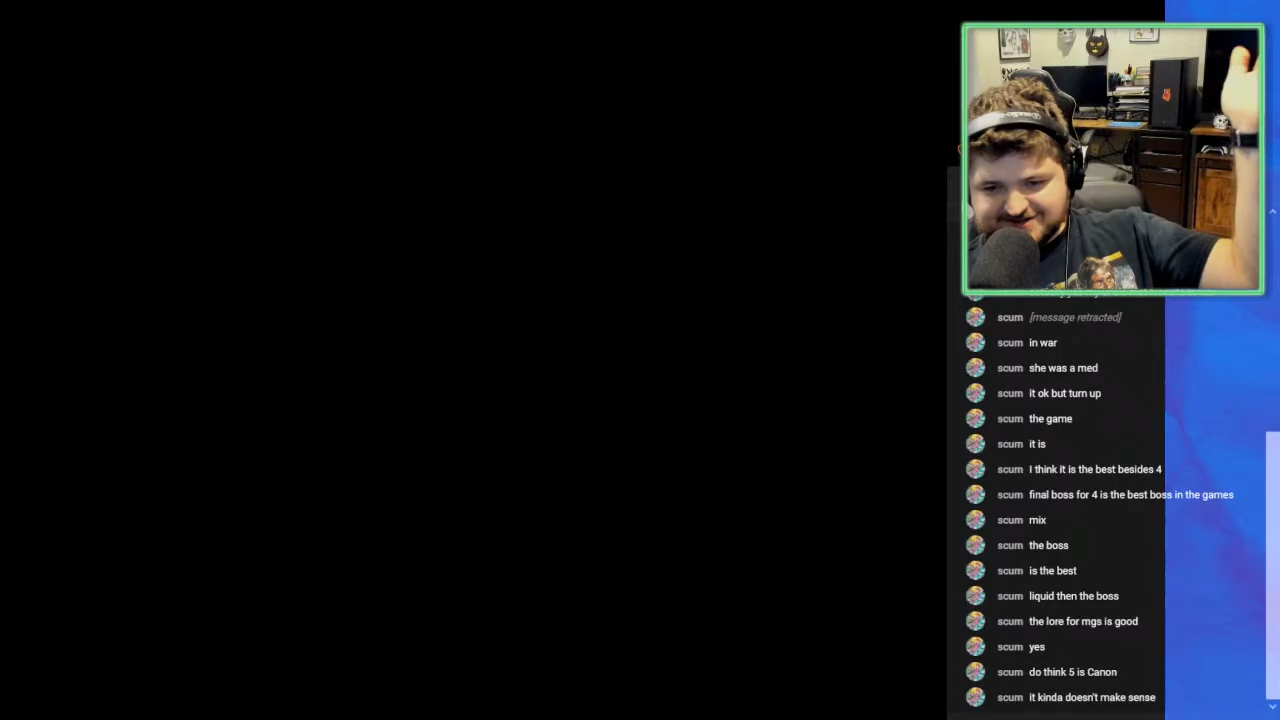 scum [message retracted]
scum in war
scum she was a med
scum it ok but turn up
scum the game
scum it is
scum I think it is the best besides 4
scum final boss for 4 is the best boss in the games
scum mix
scum the boss
scum is the best
scum liquid then the boss
scum the lore for mgs is good
scum yes
scum do think 5 is Canon
scum it kinda doesn't make sense